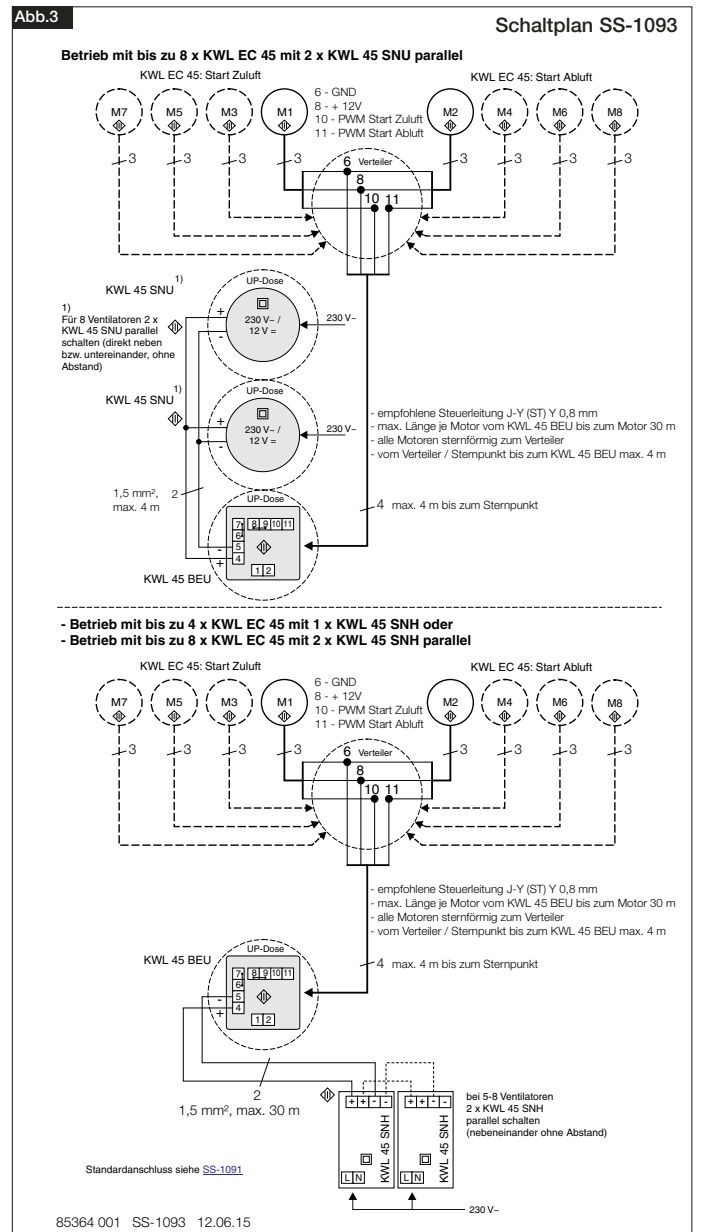 Abb.3
Schaltplan SS-1093
Betrieb mit bis zu 8 x KWL EC 45 mit 2 x KWL 45 SNU parallel
KWL EC 45: Start Zuluft
KWL EC 45: Start Abluft
6 - GND
8 - + 12V
10 - PWM Start Zuluft
11 - PWM Start Abluft
M7 M5 M3 M1 M2 M4 M6 M8
3 3 3 3 3 3 3 3
6 Verteiler
8
10 11
KWL 45 SNU 1)
UP-Dose
1)
Für 8 Ventilatoren 2 x
KWL 45 SNU parallel
schalten (direkt neben
bzw. untereinander, ohne
Abstand)
+
-
230 V~ /
12 V =
230 V~
KWL 45 SNU 1)
UP-Dose
+
-
230 V~ /
12 V =
230 V~
- empfohlene Steuerleitung J-Y (ST) Y 0,8 mm
- max. Länge je Motor vom KWL 45 BEU bis zum Motor 30 m
- alle Motoren sternförmig zum Verteiler
- vom Verteiler / Sternpunkt bis zum KWL 45 BEU max. 4 m
1,5 mm²,
max. 4 m
2
UP-Dose
4 max. 4 m bis zum Sternpunkt
7 8 9 10 11
6
- 5
+ 4
1 2
KWL 45 BEU
- Betrieb mit bis zu 4 x KWL EC 45 mit 1 x KWL 45 SNH oder
- Betrieb mit bis zu 8 x KWL EC 45 mit 2 x KWL 45 SNH parallel
KWL EC 45: Start Zuluft
KWL EC 45: Start Abluft
6 - GND
8 - + 12V
10 - PWM Start Zuluft
11 - PWM Start Abluft
M7 M5 M3 M1 M2 M4 M6 M8
3 3 3 3 3 3 3 3
6 Verteiler
8
10 11
- empfohlene Steuerleitung J-Y (ST) Y 0,8 mm
- max. Länge je Motor vom KWL 45 BEU bis zum Motor 30 m
- alle Motoren sternförmig zum Verteiler
- vom Verteiler / Sternpunkt bis zum KWL 45 BEU max. 4 m
UP-Dose
KWL 45 BEU
4 max. 4 m bis zum Sternpunkt
7 8 9 10 11
6
- 5
+ 4
1 2
2
1,5 mm², max. 30 m
+ + - -
+ + - -
KWL 45 SNH
KWL 45 SNH
L N
L N
bei 5-8 Ventilatoren
2 x KWL 45 SNH
parallel schalten
(nebeneinander ohne Abstand)
Standardanschluss siehe SS-1091
230 V~
85364 001 SS-1093 12.06.15